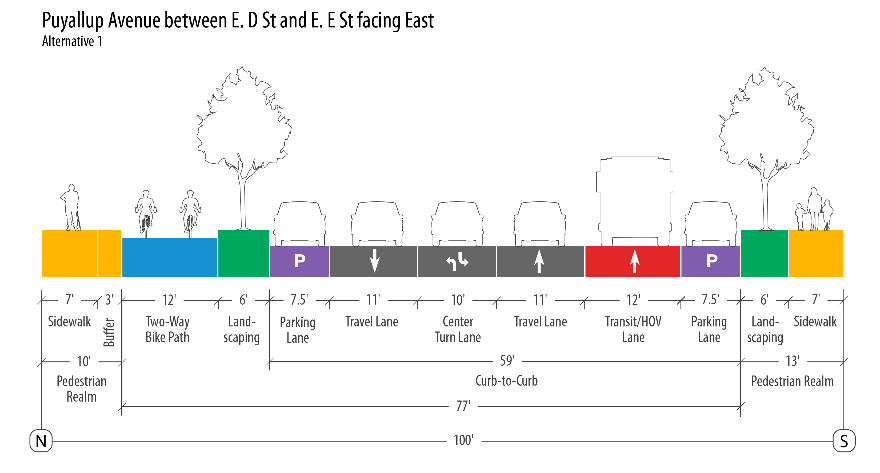 Puyallup Avenue between E. D St and E. E St facing East
Alternative 1
P
P
7' 3' 12' 6' 7.5' 11' 10' 11' 12' 7.5' 6' 7'
Sidewalk
Buffer
Two-Way
Bike Path
Land-
scaping
Parking
Lane
Travel Lane
Center
Turn Lane
Travel Lane
Transit/HOV
Lane
Parking
Lane
Land-
scaping
Sidewalk
10' 59' 13'
Pedestrian
Realm
Curb-to-Curb
Pedestrian Realm
77'
N 100' S